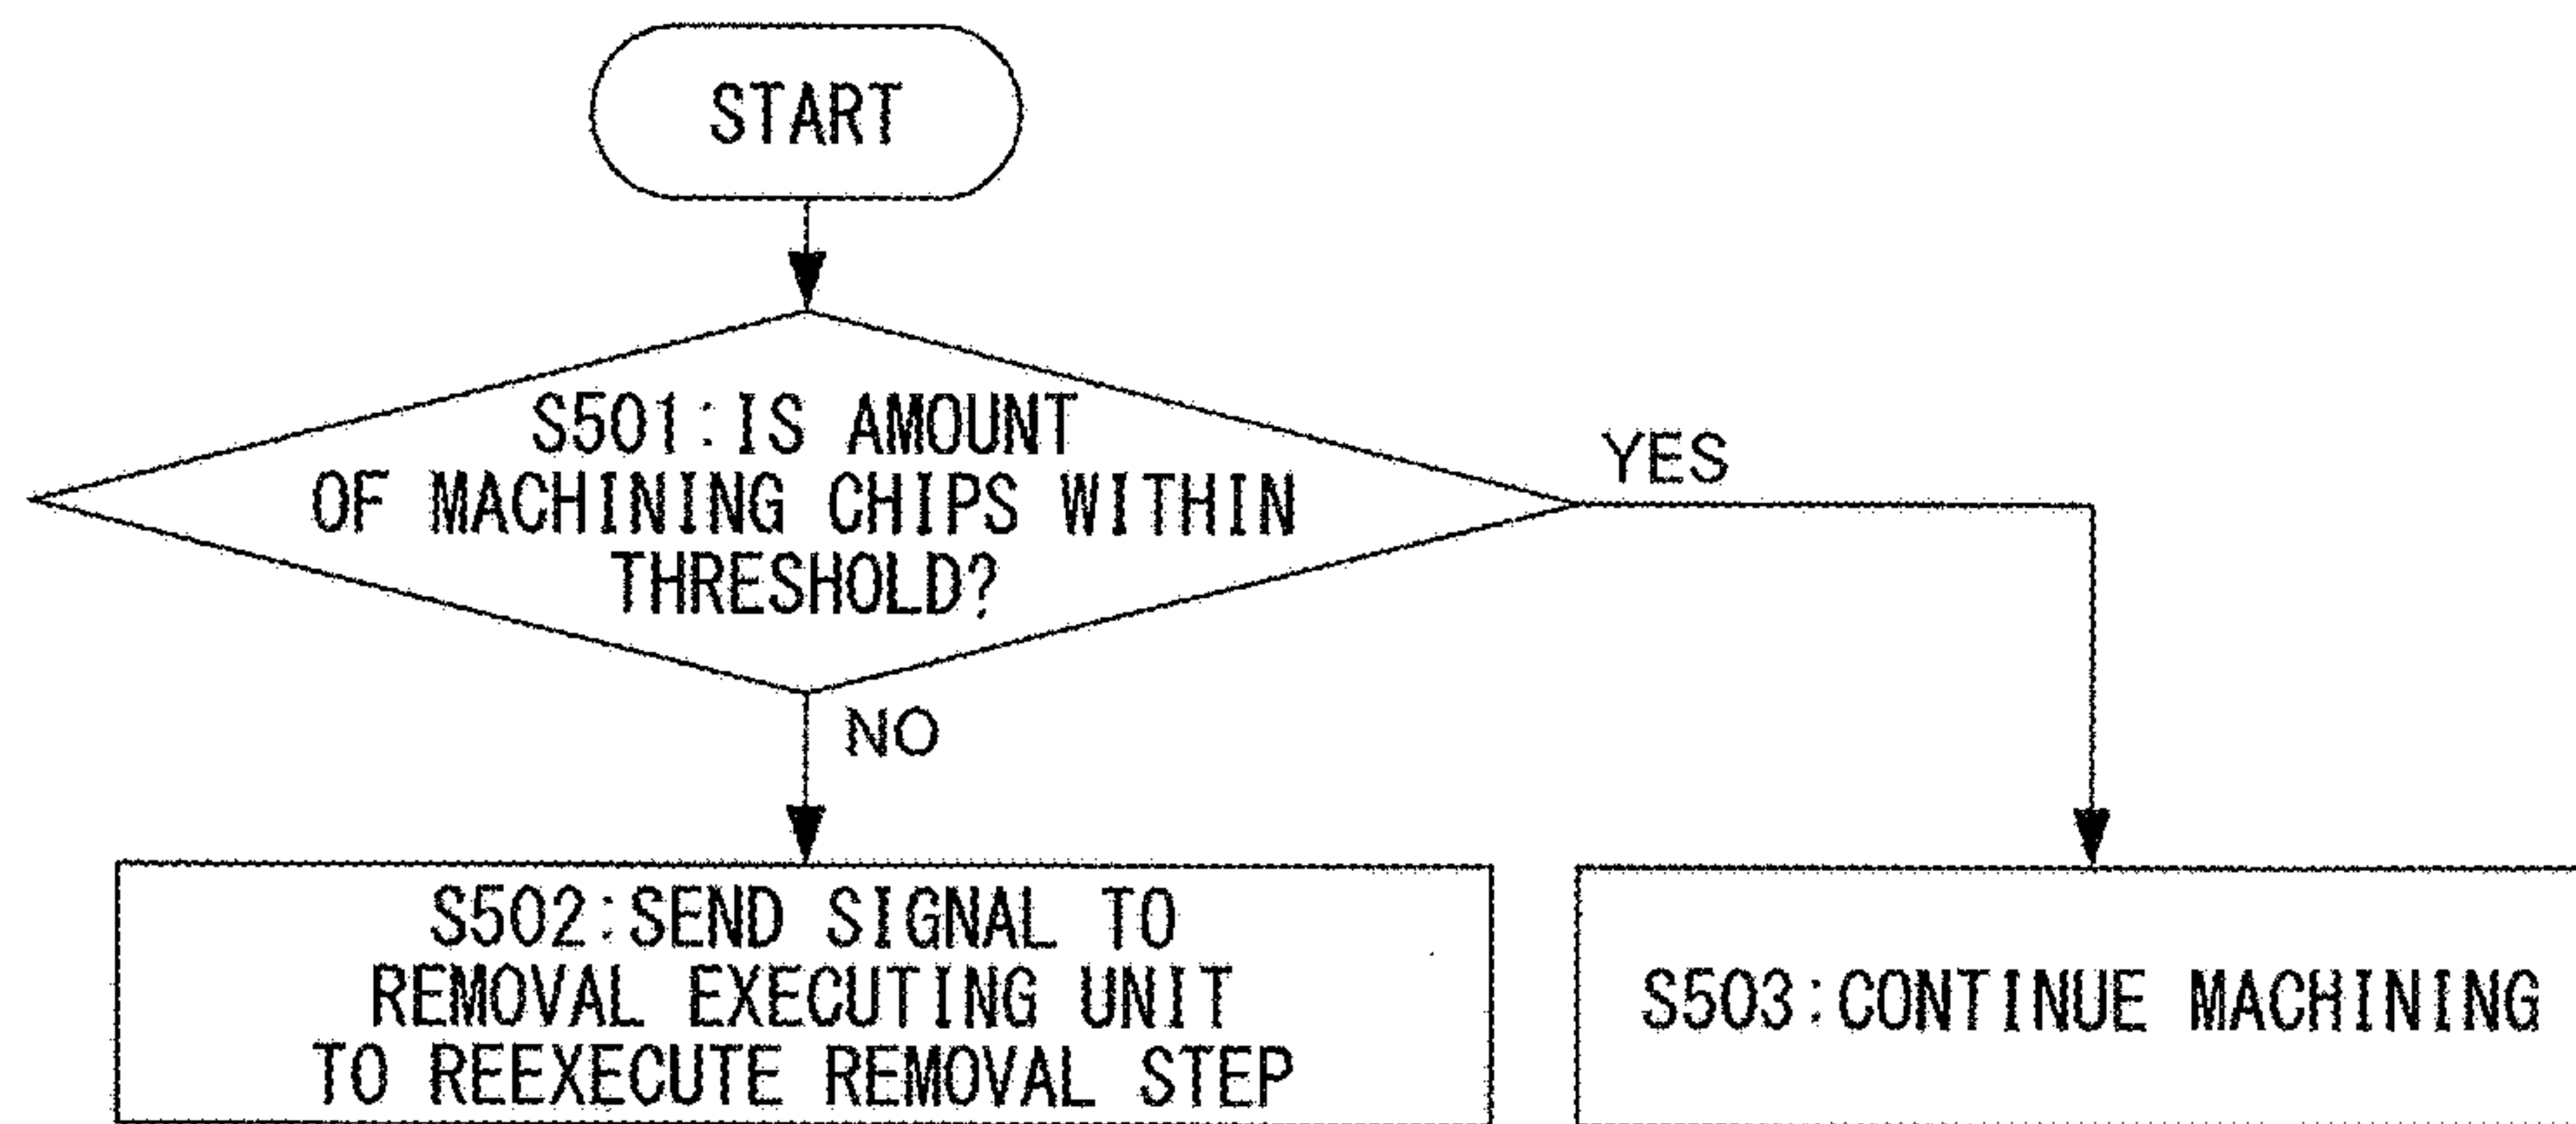 START
S501:IS AMOUNT
OF MACHINING CHIPS WITHIN
THRESHOLD?
YES
NO
S502:SEND SIGNAL TO
REMOVAL EXECUTING UNIT
TO REEXECUTE REMOVAL STEP
S503:CONTINUE MACHINING